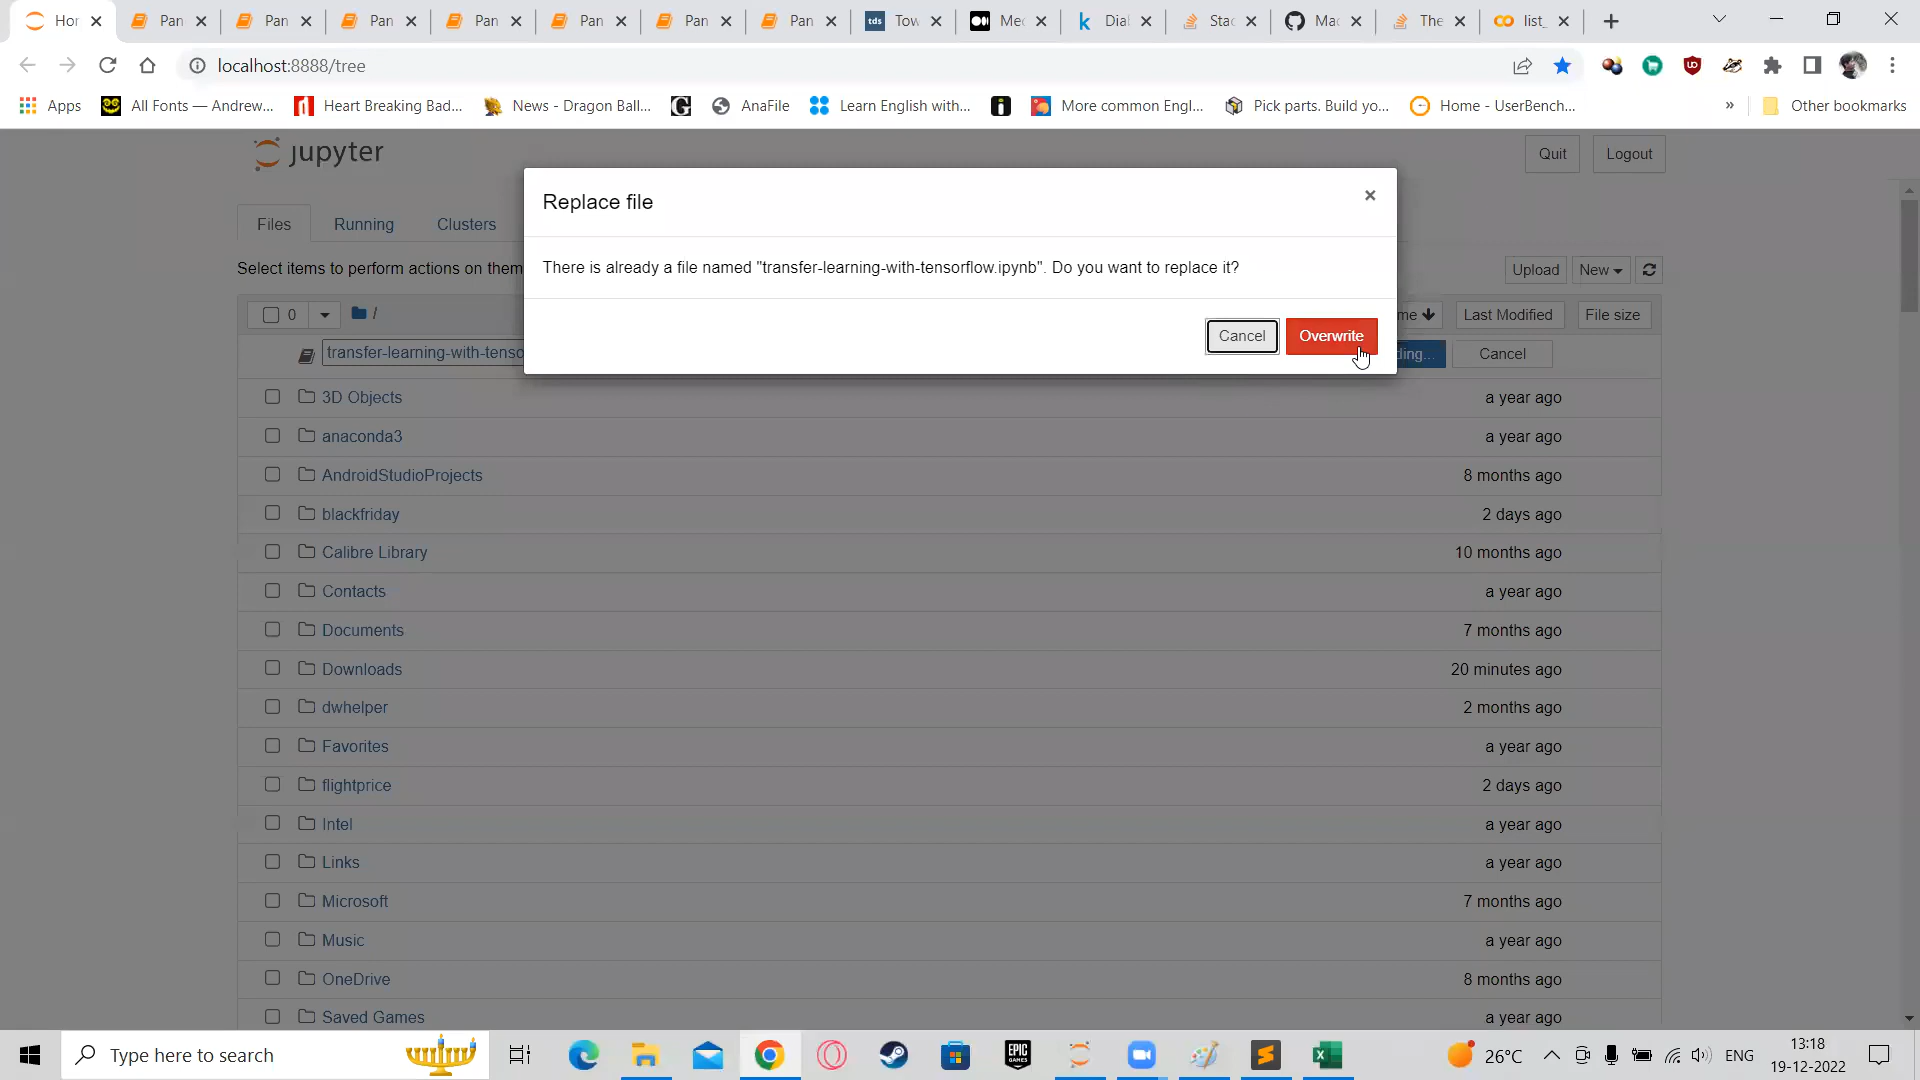 Hor
Pan
Pan
Pan
Pan
Pan
Pan
Pan
tds
Tow
Med
k
Dial
Stac
Mac
The
list_
localhost:8888/tree
Apps
All Fonts — Andrew...
Heart Breaking Bad...
News - Dragon Ball...
G
AnaFile
Learn English with...
More common Engl...
Pick parts. Build yo...
Home - UserBench...
»
Other bookmarks
jupyter
Quit
Logout
Replace file
×
Files
Running
Clusters
There is already a file named "transfer-learning-with-tensorflow.ipynb". Do you want to replace it?
Select items to perform actions on them
Upload
New
0
/
me
Last Modified
File size
Cancel
Overwrite
transfer-learning-with-tenso
ding...
Cancel
3D Objects
a year ago
anaconda3
a year ago
AndroidStudioProjects
8 months ago
blackfriday
2 days ago
Calibre Library
10 months ago
Contacts
a year ago
Documents
7 months ago
Downloads
20 minutes ago
dwhelper
2 months ago
Favorites
a year ago
flightprice
2 days ago
Intel
a year ago
Links
a year ago
Microsoft
7 months ago
Music
a year ago
OneDrive
8 months ago
Saved Games
a year ago
Type here to search
EPIC
GAMES
26°C
ENG
13:18
19-12-2022